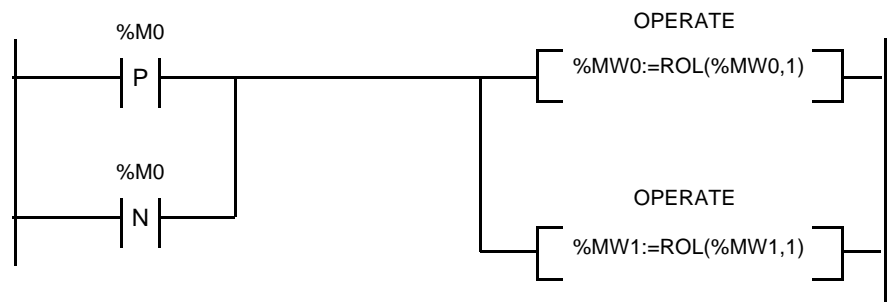 %M0
OPERATE
P
%MW0:=ROL(%MW0,1)
%M0
OPERATE
N
%MW1:=ROL(%MW1,1)